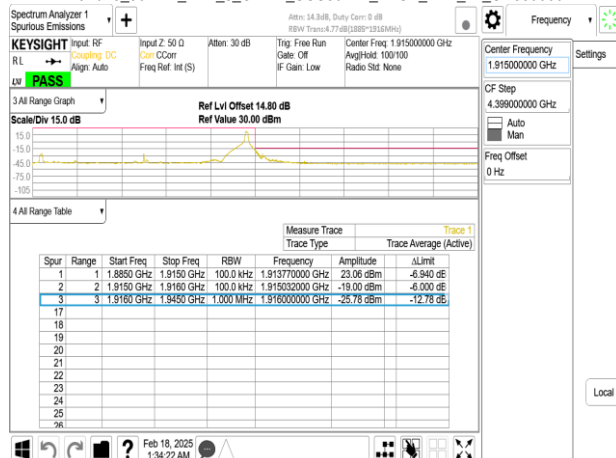 Spectrum Analyzer 1
Spurious Emissions
+
Attn: 14.3dB, Duty Corr: 0 dB
RBW Tranz:4.77dB(1885~1916MHz)
Frequency
KEYSIGHT
Input: RF
Coupling: DC
Align: Auto
Input Z: 50 Ω
Corr CCorr
Freq Ref: Int (S)
Atten: 30 dB
Trig: Free Run
Gate: Off
IF Gain: Low
Center Freq: 1.915000000 GHz
Avg|Hold: 100/100
Radio Std: None
RL
LXI PASS
Center Frequency
1.915000000 GHz
Settings
CF Step
4.399000000 GHz
Auto
Man
Freq Offset
0 Hz
Local
3 All Range Graph
Scale/Div 15.0 dB
Ref Lvl Offset 14.80 dB
Ref Value 30.00 dBm
15.0
-15.0
-45.0
-75.0
-105
4 All Range Table
Measure Trace Trace 1
Trace Type Trace Average (Active)
Spur Range Start Freq Stop Freq RBW Frequency Amplitude ΔLimit
1 1 1.8850 GHz 1.9150 GHz 100.0 kHz 1.913770000 GHz 23.06 dBm -6.940 dB
2 2 1.9150 GHz 1.9160 GHz 100.0 kHz 1.915032000 GHz -19.00 dBm -6.000 dB
3 3 1.9160 GHz 1.9450 GHz 1.000 MHz 1.916000000 GHz -25.78 dBm -12.78 dB
17
18
19
20
21
22
23
24
25
26
?
Feb 18, 2025
1:34:22 AM